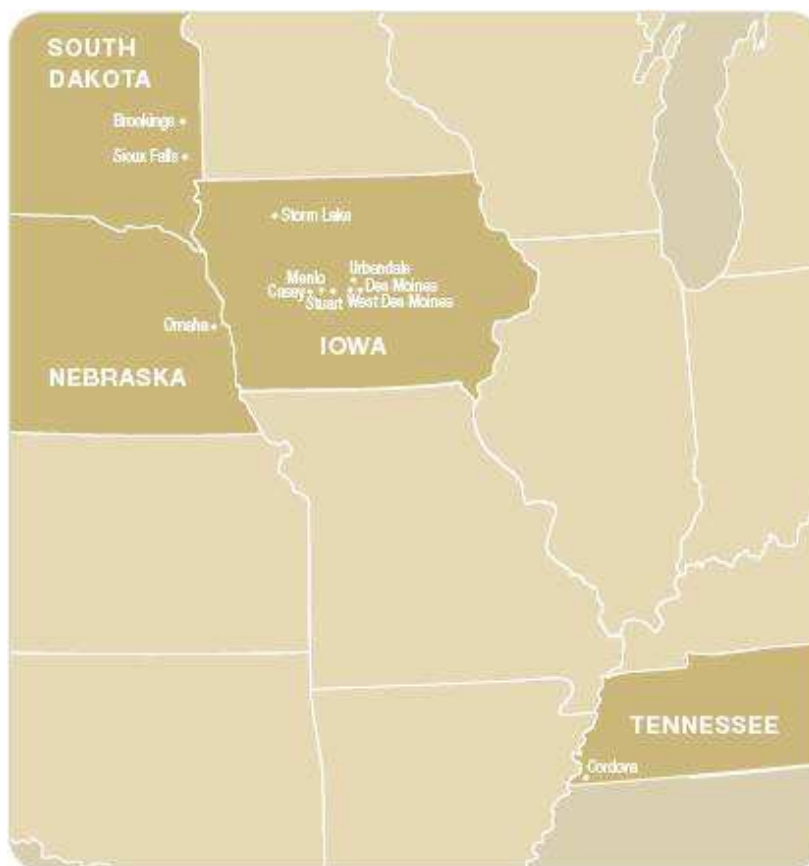 SOUTH
DAKOTA
Brookings
Sioux Falls
Storm Lake
Urbandale
Menlo
Des Moines
Casey
Stuart
West Des Moines
Omaha
IOWA
NEBRASKA
TENNESSEE
Cordova